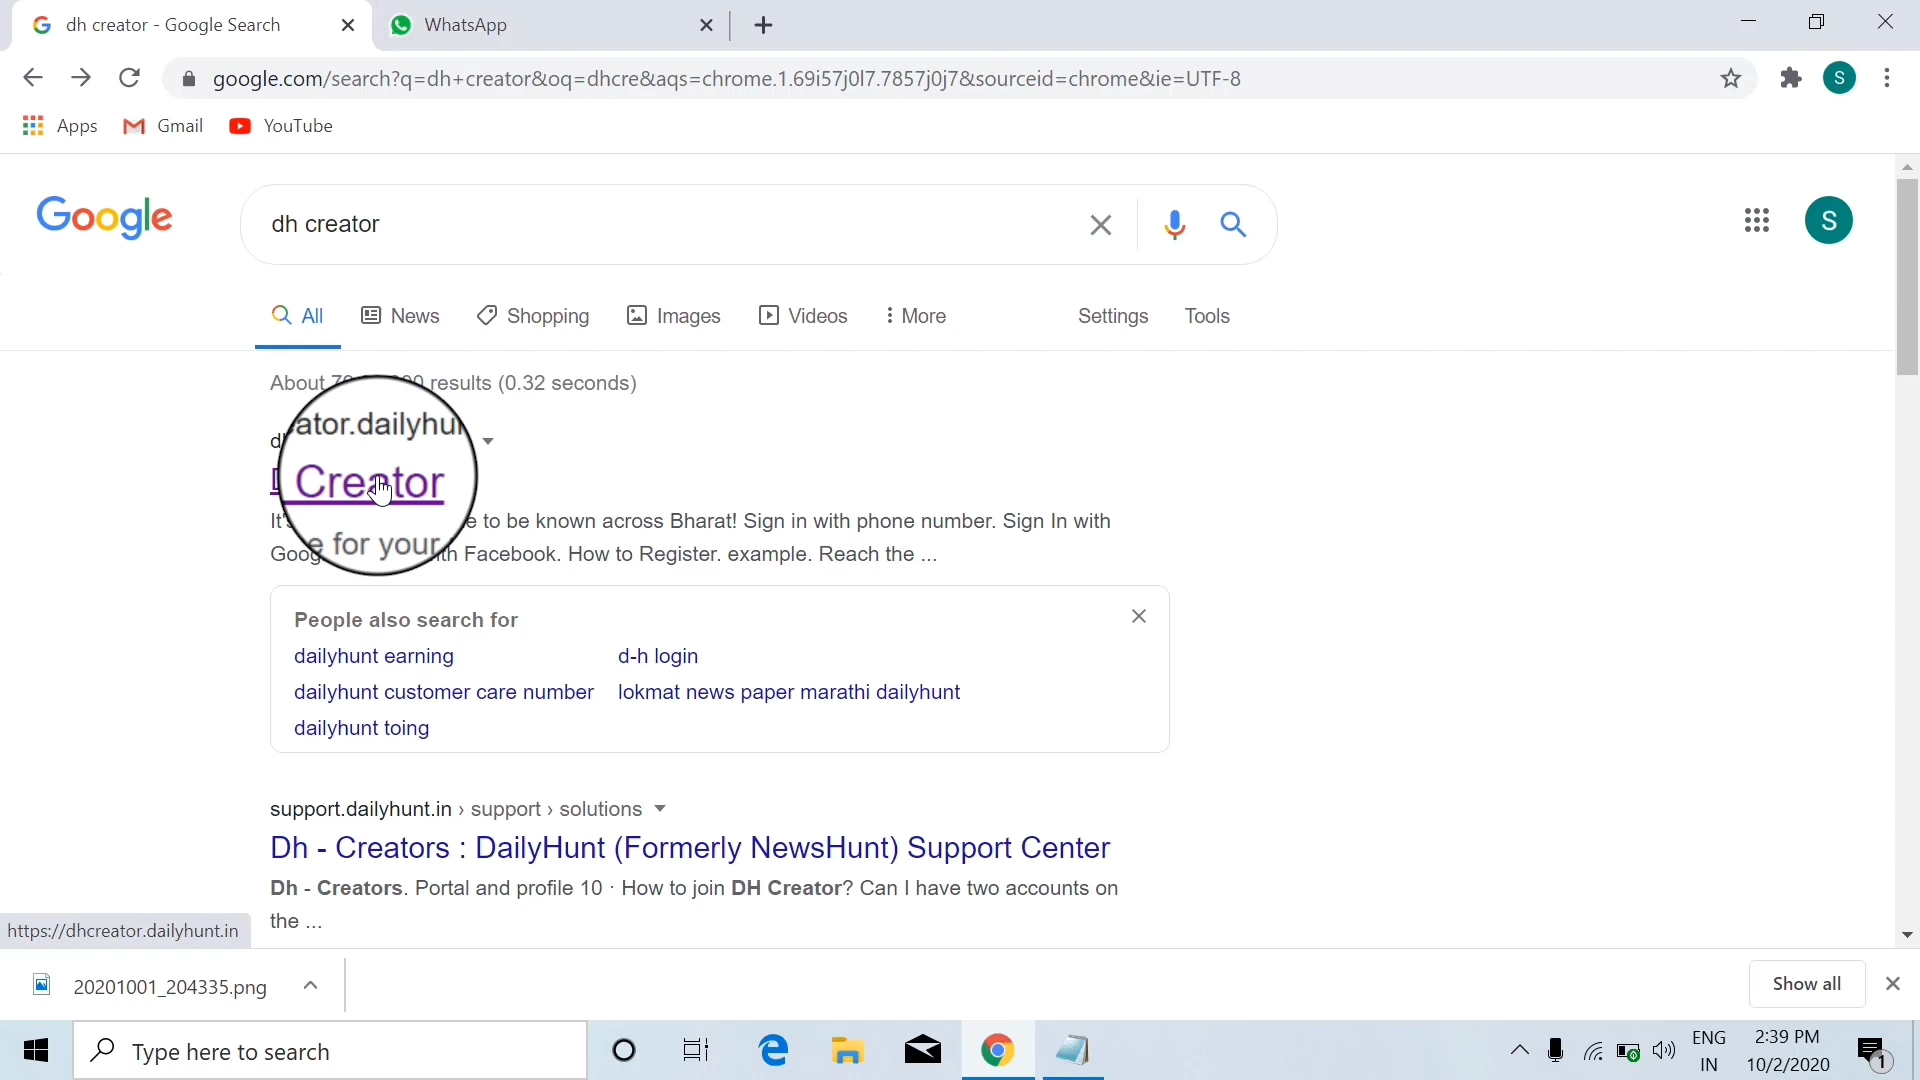 dh creator - Google Search
WhatsApp
google.com/search?q=dh+creator&oq=dhcre&aqs=chrome.1.69i57j0l7.7857j0j7&sourceid=chrome&ie=UTF-8
S
Apps
Gmail
YouTube
Google
dh creator
S
All
News
Shopping
Images
Videos
More
Settings
Tools
About results (0.32 seconds)
ator.dailyhun
Creator
It's e to be known across Bharat! Sign in with phone number. Sign In with
e for your
Goog th Facebook. How to Register. example. Reach the ...
People also search for
dailyhunt earning
d-h login
dailyhunt customer care number
lokmat news paper marathi dailyhunt
dailyhunt toing
support.dailyhunt.in › support › solutions
Dh - Creators : DailyHunt (Formerly NewsHunt) Support Center
Dh - Creators. Portal and profile 10 · How to join DH Creator? Can I have two accounts on
the ...
https://dhcreator.dailyhunt.in
20201001_204335.png
Show all
Type here to search
ENG
IN
2:39 PM
10/2/2020
1